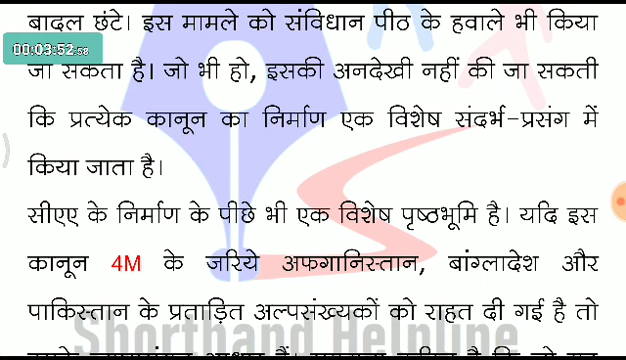 बादल छंटे। इस मामले को संविधान पीठ के हवाले भी किया
00:03:52:58
जा सकता है। जो भी हो, इसकी अनदेखी नहीं की जा सकती
कि प्रत्येक कानून का निर्माण एक विशेष संदर्भ-प्रसंग में
किया जाता है।
सीएए के निर्माण के पीछे भी एक विशेष पृष्ठभूमि है। यदि इस
कानून 4M के जरिये अफगानिस्तान, बांग्लादेश और
पाकिस्तान के प्रताड़ित अल्पसंख्यकों को राहत दी गई है तो
Shorthand Helpline